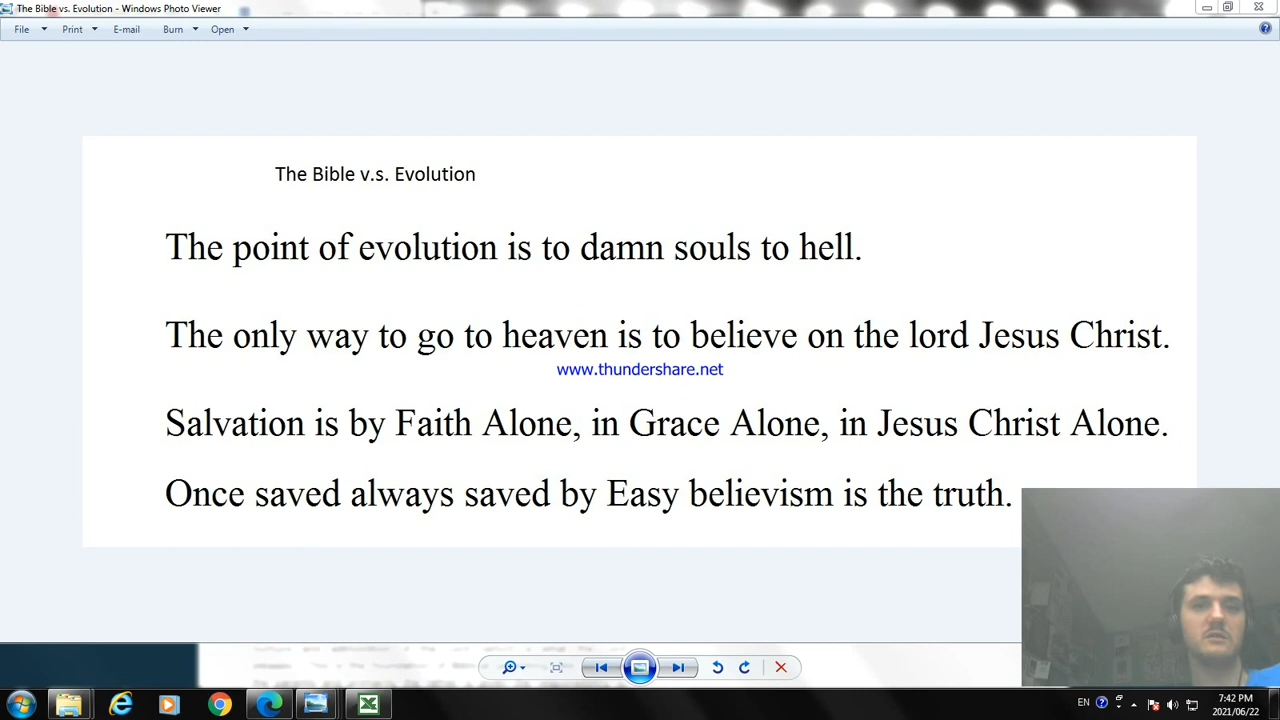 The Bible vs. Evolution - Windows Photo Viewer
File Print E-mail Burn Open
The Bible v.s. Evolution
The point of evolution is to damn souls to hell.
The only way to go to heaven is to believe on the lord Jesus Christ.
www.thundershare.net
Salvation is by Faith Alone, in Grace Alone, in Jesus Christ Alone.
Once saved always saved by Easy believism is the truth.
EN
7:42 PM
2021/06/22